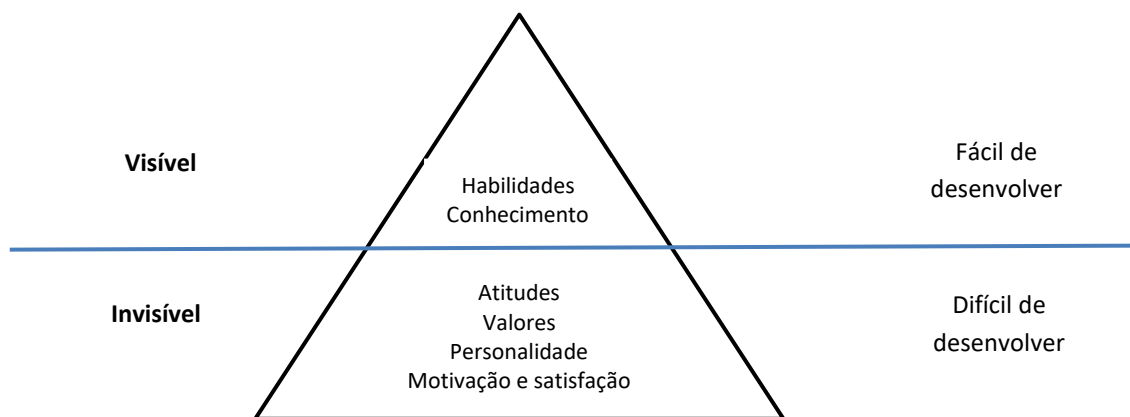 Visível
Habilidades
Conhecimento
Fácil de
desenvolver
Invisível
Atitudes
Valores
Personalidade
Motivação e satisfação
Difícil de
desenvolver